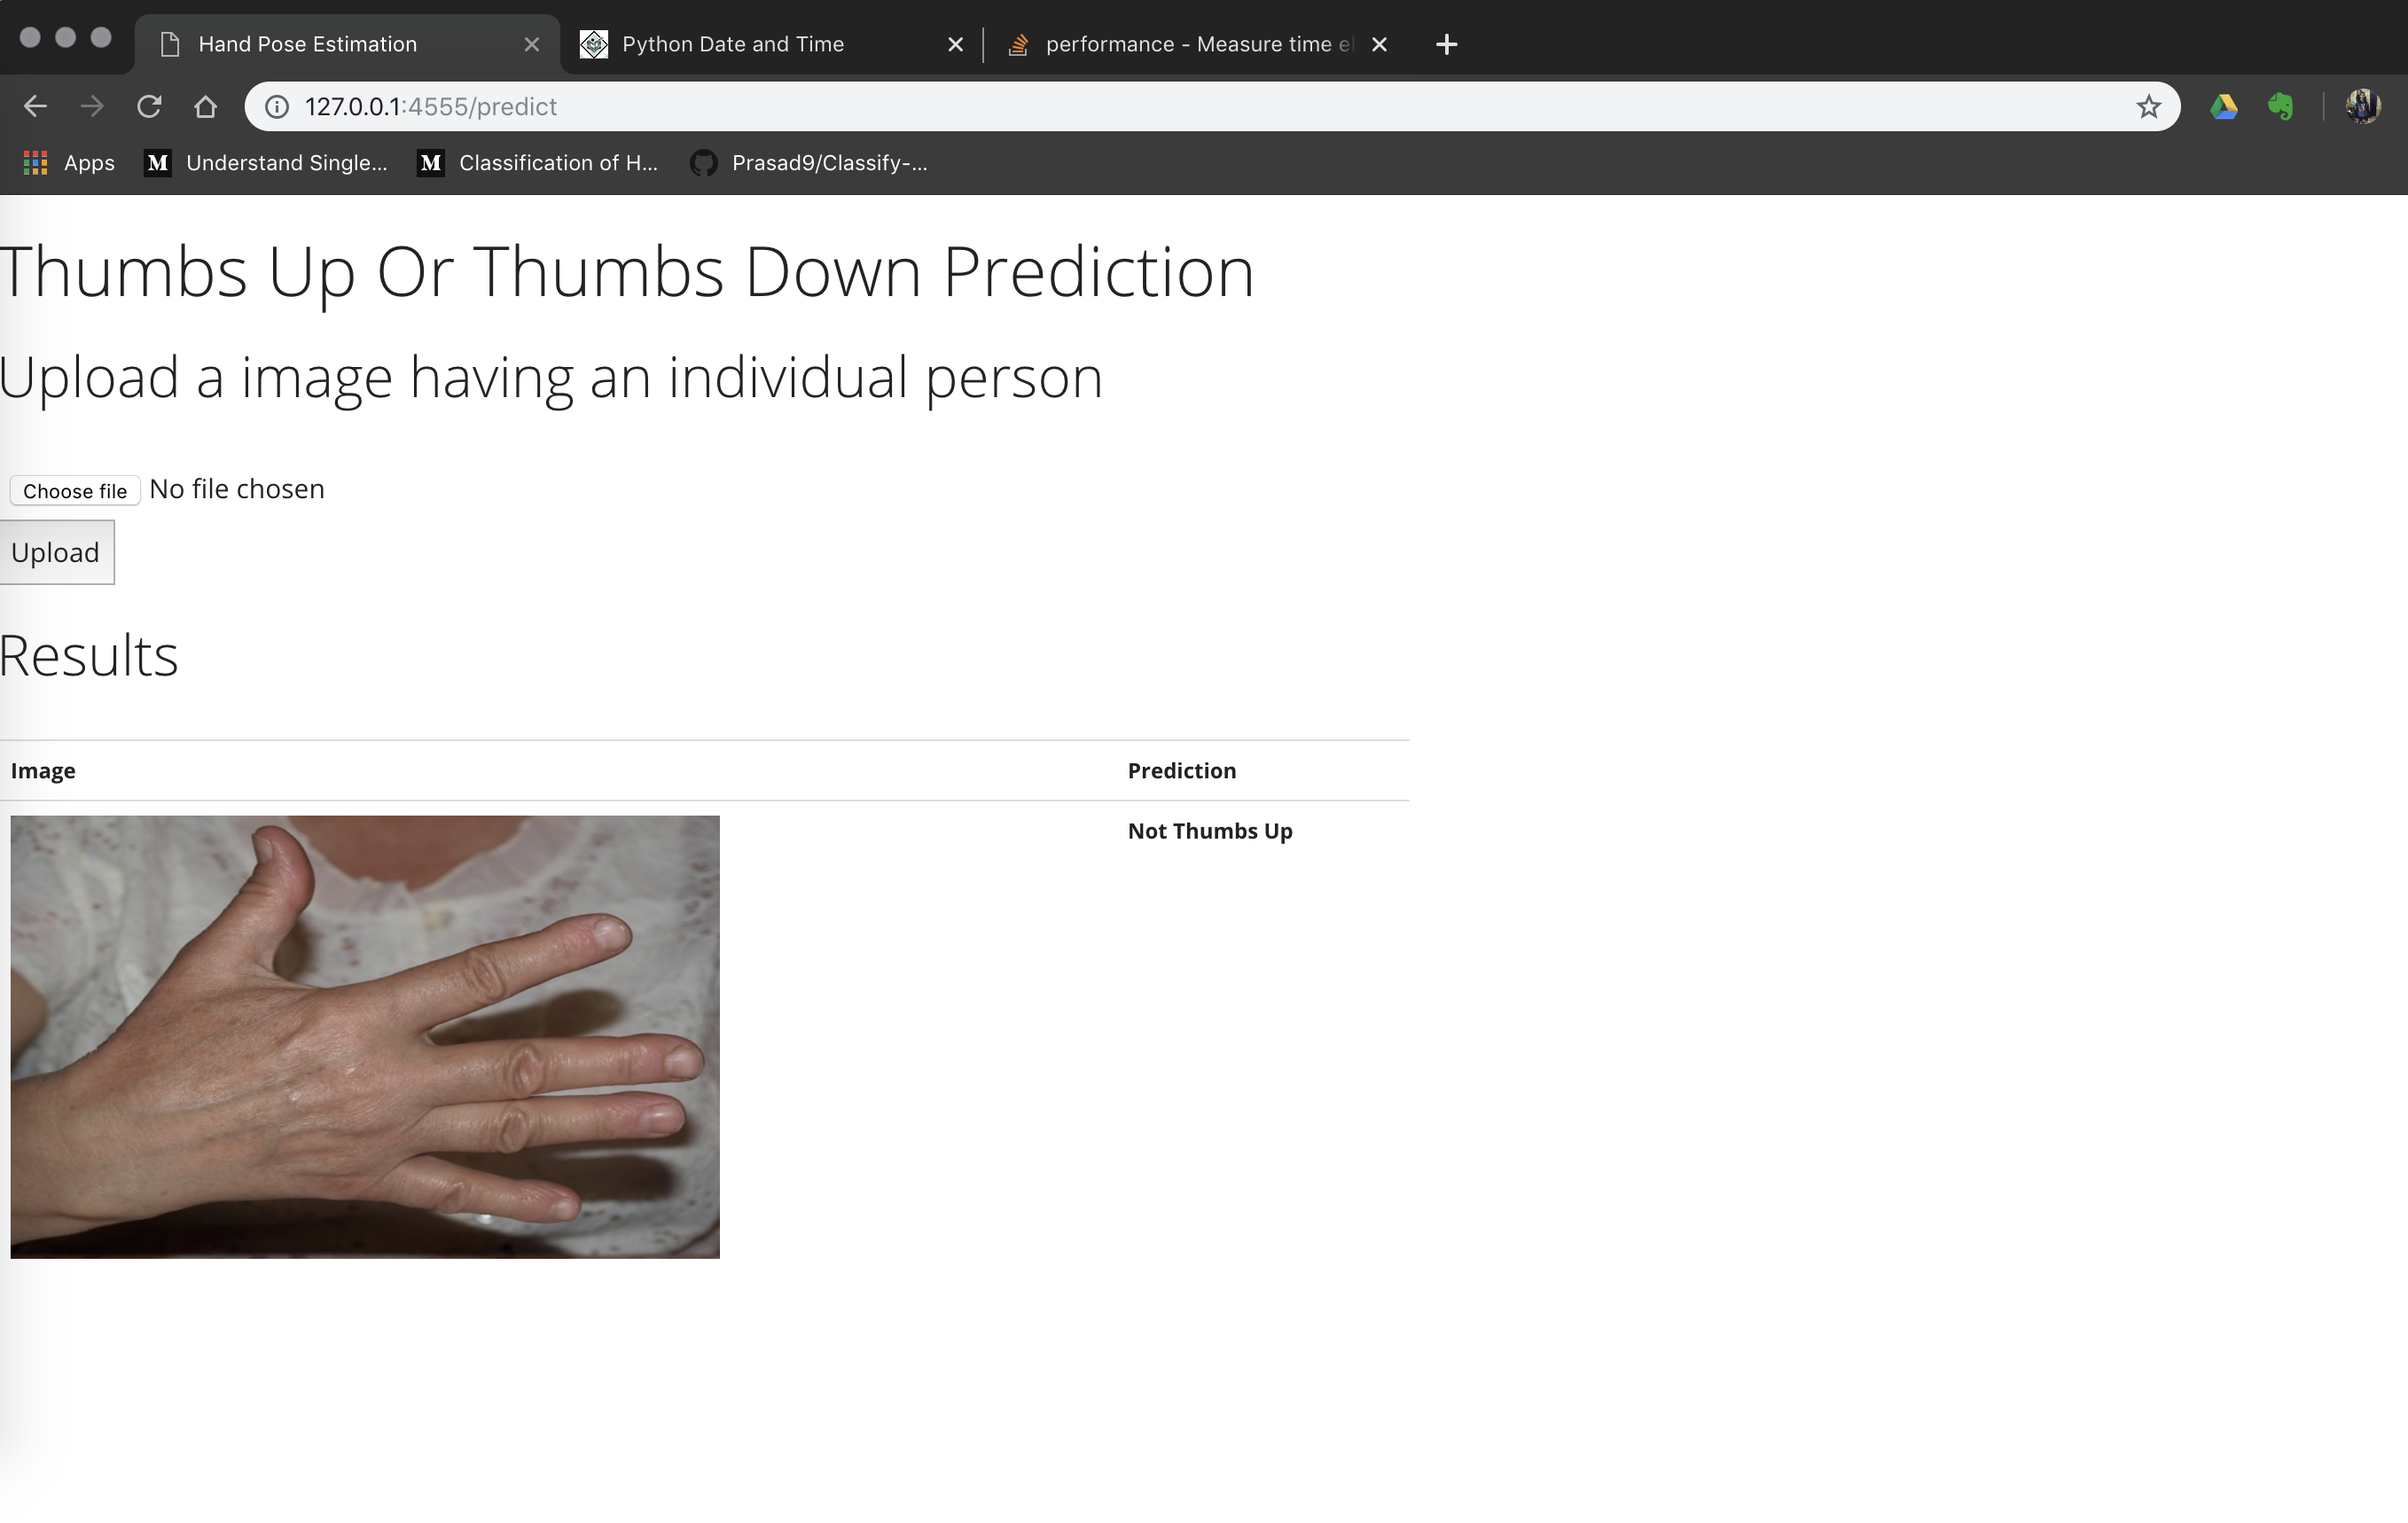 Hand Pose Estimation
Python Date and Time
performance - Measure time el
127.0.0.1:4555/predict
Apps
M Understand Single...
M Classification of H...
Prasad9/Classify-...
Thumbs Up Or Thumbs Down Prediction
Upload a image having an individual person
Choose file No file chosen
Upload
Results
Image Prediction
Not Thumbs Up